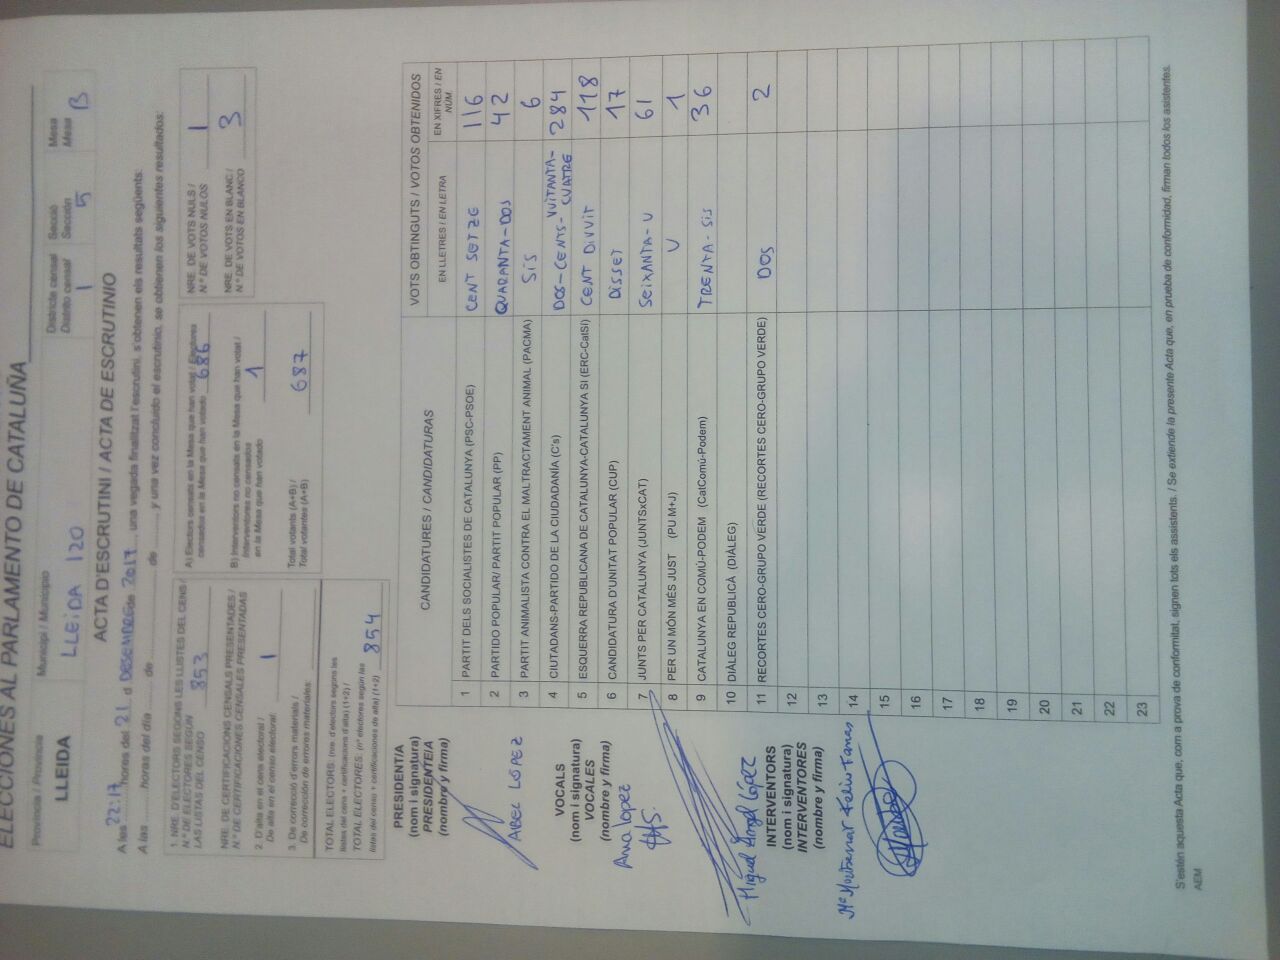 ELECCIONES AL PARLAMENTO DE CATALUÑA
Província / Provincia
LLEIDA
Municipi / Municipio
LLEIDA 120
Districte censal
Distrito censal
1
Secció
Sección
5
Mesa
Mesa
B
ACTA D'ESCRUTINI / ACTA DE ESCRUTINIO
A les 22:17 hores del 21 d DESEMBRE de 2017, una vegada finalitzat l'escrutini, s'obtenen els resultats següents:
A las ........ horas del día ........ de ........ de ........, y una vez concluido el escrutinio, se obtienen los siguientes resultados:
1. NRE. D'ELECTORS SEGONS LES LLISTES DEL CENS /
N.º DE ELECTORES SEGÚN
LAS LISTAS DEL CENSO
853
NRE. DE CERTIFICACIONS CENSALS PRESENTADES /
N.º DE CERTIFICACIONES CENSALES PRESENTADAS
2. D'alta en el cens electoral /
De alta en el censo electoral:
1
3. De correcció d'errors materials /
De corrección de errores materiales:
TOTAL ELECTORS: (nre. d'electors segons les
llistes del cens + certificacions d'alta) (1+2) /
TOTAL ELECTORES: (nº electores según las
listas del censo + certificaciones de alta) (1+2)
854
A) Electors censats en la Mesa que han votat / Electores
censados en la Mesa que han votado
686
B) Interventors no censats en la Mesa que han votat /
Interventores no censados
en la Mesa que han votado
1
Total votants (A+B) /
Total votantes (A+B)
687
NRE. DE VOTS NULS /
N.º DE VOTOS NULOS
1
NRE. DE VOTS EN BLANC /
N.º DE VOTOS EN BLANCO
3
CANDIDATURES / CANDIDATURAS
VOTS OBTINGUTS / VOTOS OBTENIDOS
EN LLETRES / EN LETRA
EN XIFRES / EN NÚM.
1 PARTIT DELS SOCIALISTES DE CATALUNYA (PSC-PSOE) CENT SETZE 116
2 PARTIDO POPULAR/ PARTIT POPULAR (PP) QUARANTA-DOS 42
3 PARTIT ANIMALISTA CONTRA EL MALTRACTAMENT ANIMAL (PACMA) SIS 6
4 CIUTADANS-PARTIDO DE LA CIUDADANÍA (C's) DOS-CENTS-VUITANTA-CUATRE 284
5 ESQUERRA REPUBLICANA DE CATALUNYA-CATALUNYA SÍ (ERC-CatSí) CENT DIVVIT 118
6 CANDIDATURA D'UNITAT POPULAR (CUP) DISSET 17
7 JUNTS PER CATALUNYA (JUNTSxCAT) SEIXANTA-U 61
8 PER UN MÓN MÉS JUST (PU M+J) U 1
9 CATALUNYA EN COMÚ-PODEM (CatComú-Podem) TRENTA-SIS 36
10 DIÀLEG REPUBLICÀ (DIÀLEG)
11 RECORTES CERO-GRUPO VERDE (RECORTES CERO-GRUPO VERDE) DOS 2
12
13
14
15
16
17
18
19
20
21
22
23
PRESIDENT/A
(nom i signatura)
PRESIDENTE/A
(nombre y firma)
ABEL LÓPEZ
VOCALS
(nom i signatura)
VOCALES
(nombre y firma)
Ana Lopez
Miguel Ángel López
INTERVENTORS
(nom i signatura)
INTERVENTORES
(nombre y firma)
Mª Montserrat Feliu
S'estén aquesta Acta que, com a prova de conformitat, signen tots els assistents. / Se extiende la presente Acta que, en prueba de conformidad, firman todos los asistentes.
AEM